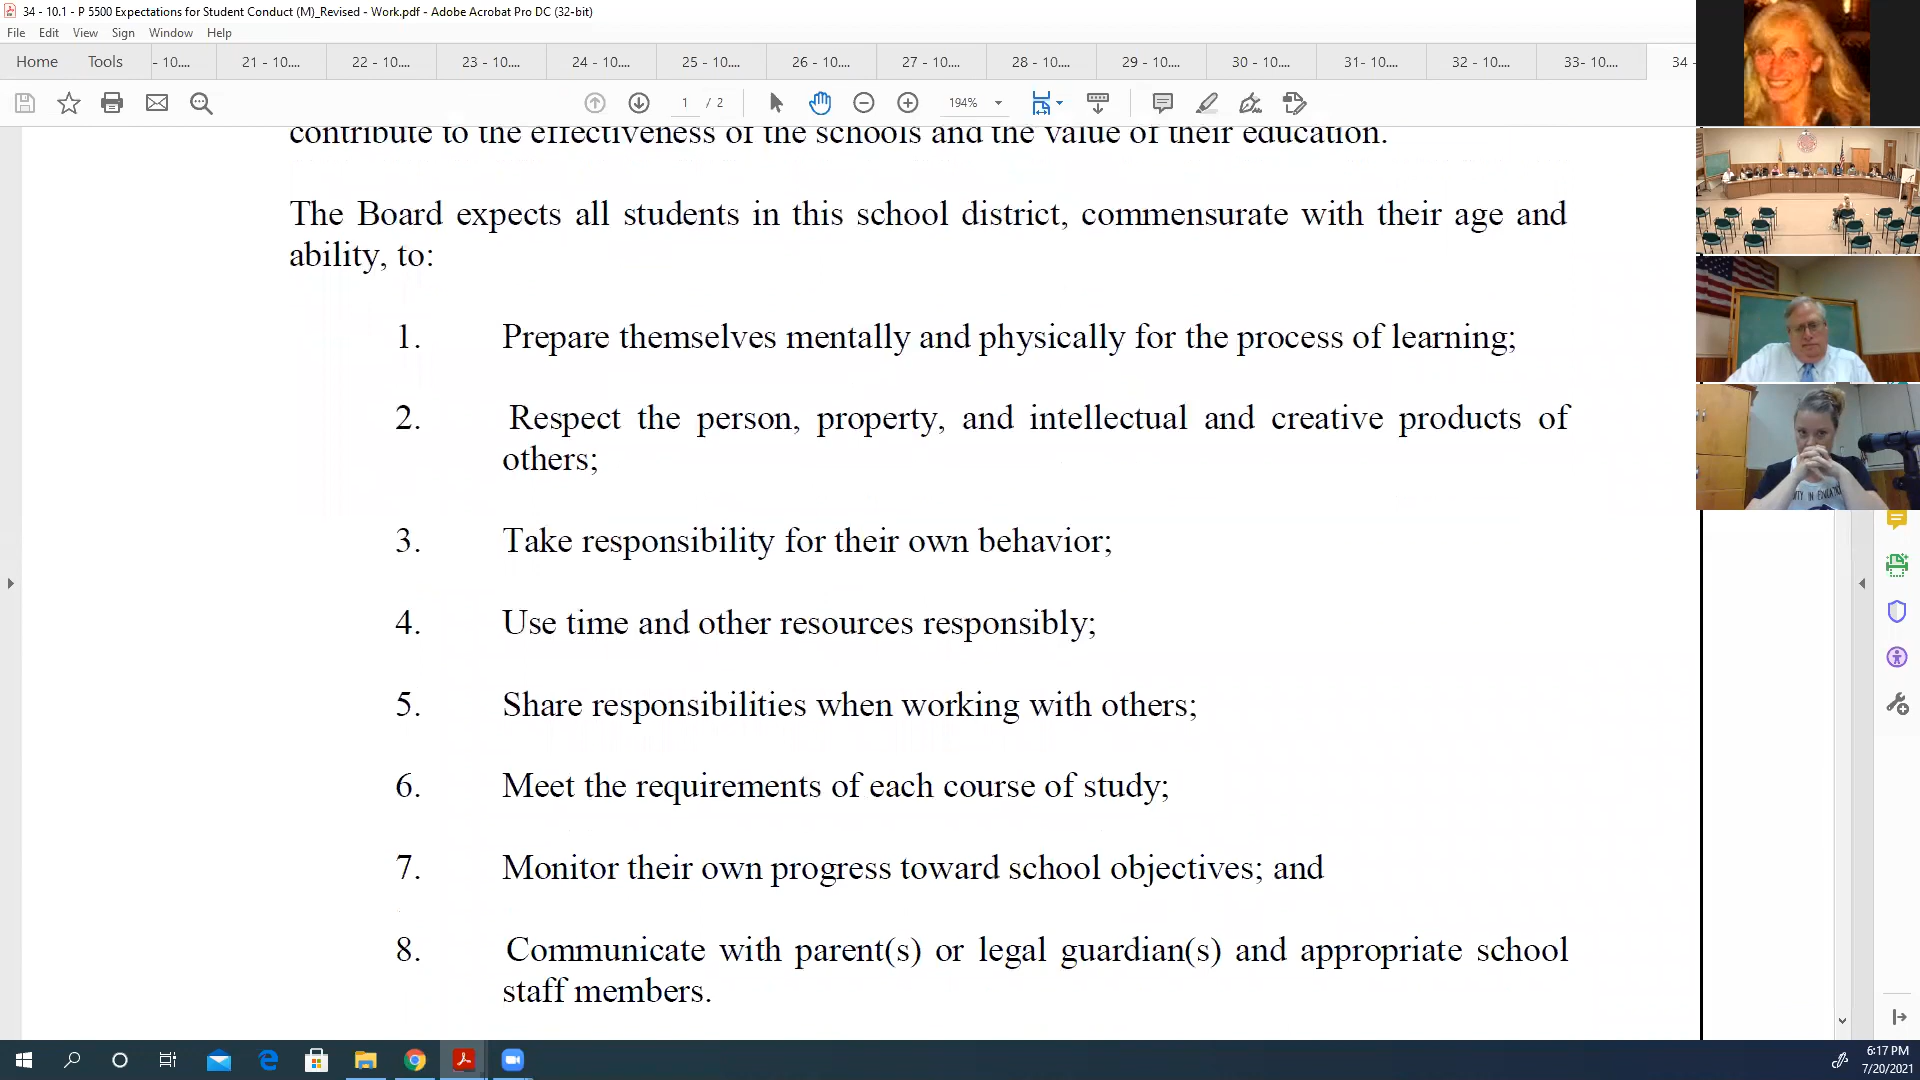 34 - 10.1 - P 5500 Expectations for Student Conduct (M)_Revised - Work.pdf - Adobe Acrobat Pro DC (32-bit)
File Edit View Sign Window Help
Home Tools - 10.... 21 - 10.... 22 - 10.... 23 - 10.... 24 - 10.... 25 - 10.... 26 - 10.... 27 - 10.... 28 - 10.... 29 - 10.... 30 - 10.... 31- 10.... 32 - 10.... 33- 10.... 34 -
1 / 2 194%
contribute to the effectiveness of the schools and the value of their education.
The Board expects all students in this school district, commensurate with their age and
ability, to:
1. Prepare themselves mentally and physically for the process of learning;
2. Respect the person, property, and intellectual and creative products of
others;
3. Take responsibility for their own behavior;
4. Use time and other resources responsibly;
5. Share responsibilities when working with others;
6. Meet the requirements of each course of study;
7. Monitor their own progress toward school objectives; and
8. Communicate with parent(s) or legal guardian(s) and appropriate school
staff members.
6:17 PM
7/20/2021